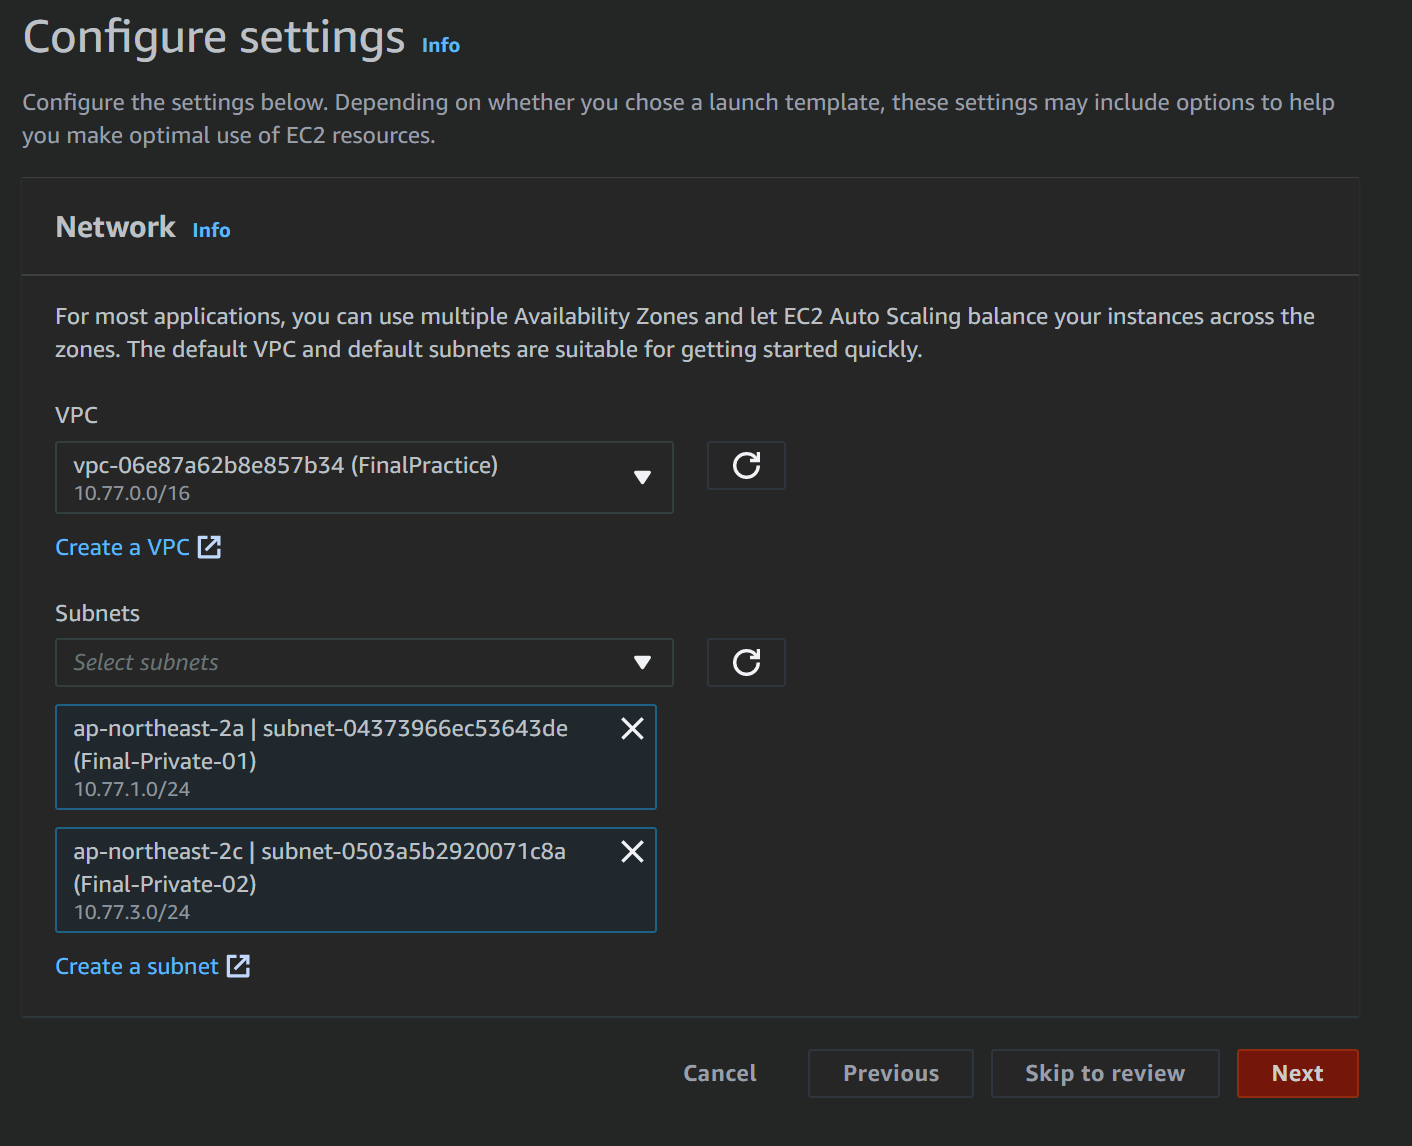 Configure settings Info
Configure the settings below. Depending on whether you chose a launch template, these settings may include options to help
you make optimal use of EC2 resources.
Network Info
For most applications, you can use multiple Availability Zones and let EC2 Auto Scaling balance your instances across the
zones. The default VPC and default subnets are suitable for getting started quickly.
VPC
vpc-06e87a62b8e857b34 (FinalPractice)
10.77.0.0/16
Create a VPC
Subnets
Select subnets
ap-northeast-2a | subnet-04373966ec53643de
(Final-Private-01)
10.77.1.0/24
ap-northeast-2c | subnet-0503a5b2920071c8a
(Final-Private-02)
10.77.3.0/24
Create a subnet
Cancel Previous Skip to review Next